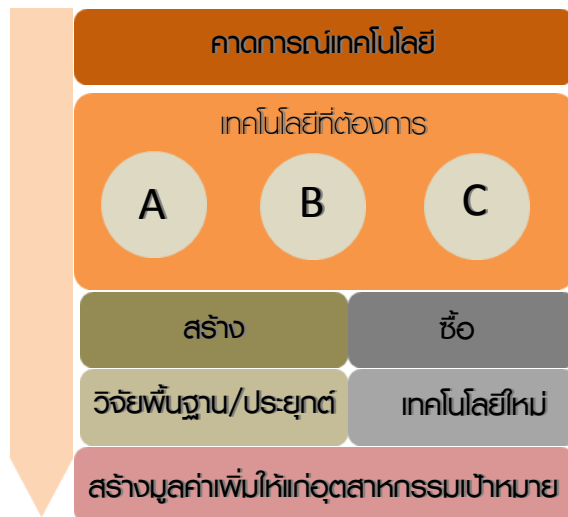 คาดการณ์เทคโนโลยี
เทคโนโลยีที่ต้องการ
A B C
สร้าง ซื้อ
วิจัยพื้นฐาน/ประยุกต์ เทคโนโลยีใหม่
สร้างมูลค่าเพิ่มให้แก่อุตสาหกรรมเป้าหมาย